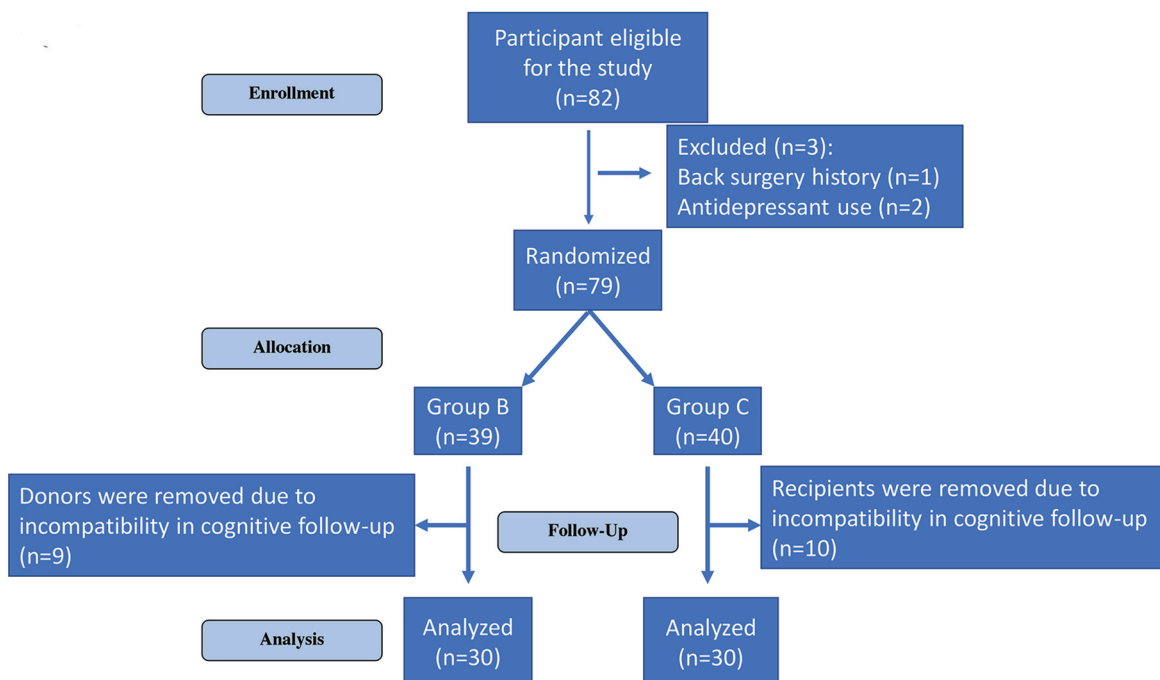 Participant eligible
for the study
(n=82)
Enrollment
Excluded (n=3):
Back surgery history (n=1)
Antidepressant use (n=2)
Randomized
(n=79)
Allocation
Group B
(n=39)
Group C
(n=40)
Donors were removed due to
incompatibility in cognitive follow-up
(n=9)
Follow-Up
Recipients were removed due to
incompatibility in cognitive follow-up
(n=10)
Analysis
Analyzed
(n=30)
Analyzed
(n=30)